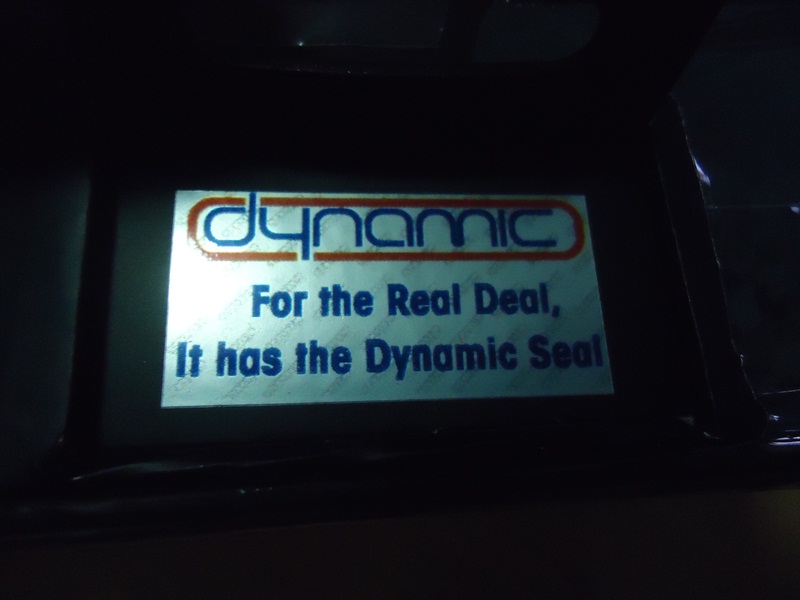 dynamic
For the Real Deal,
It has the Dynamic Seal